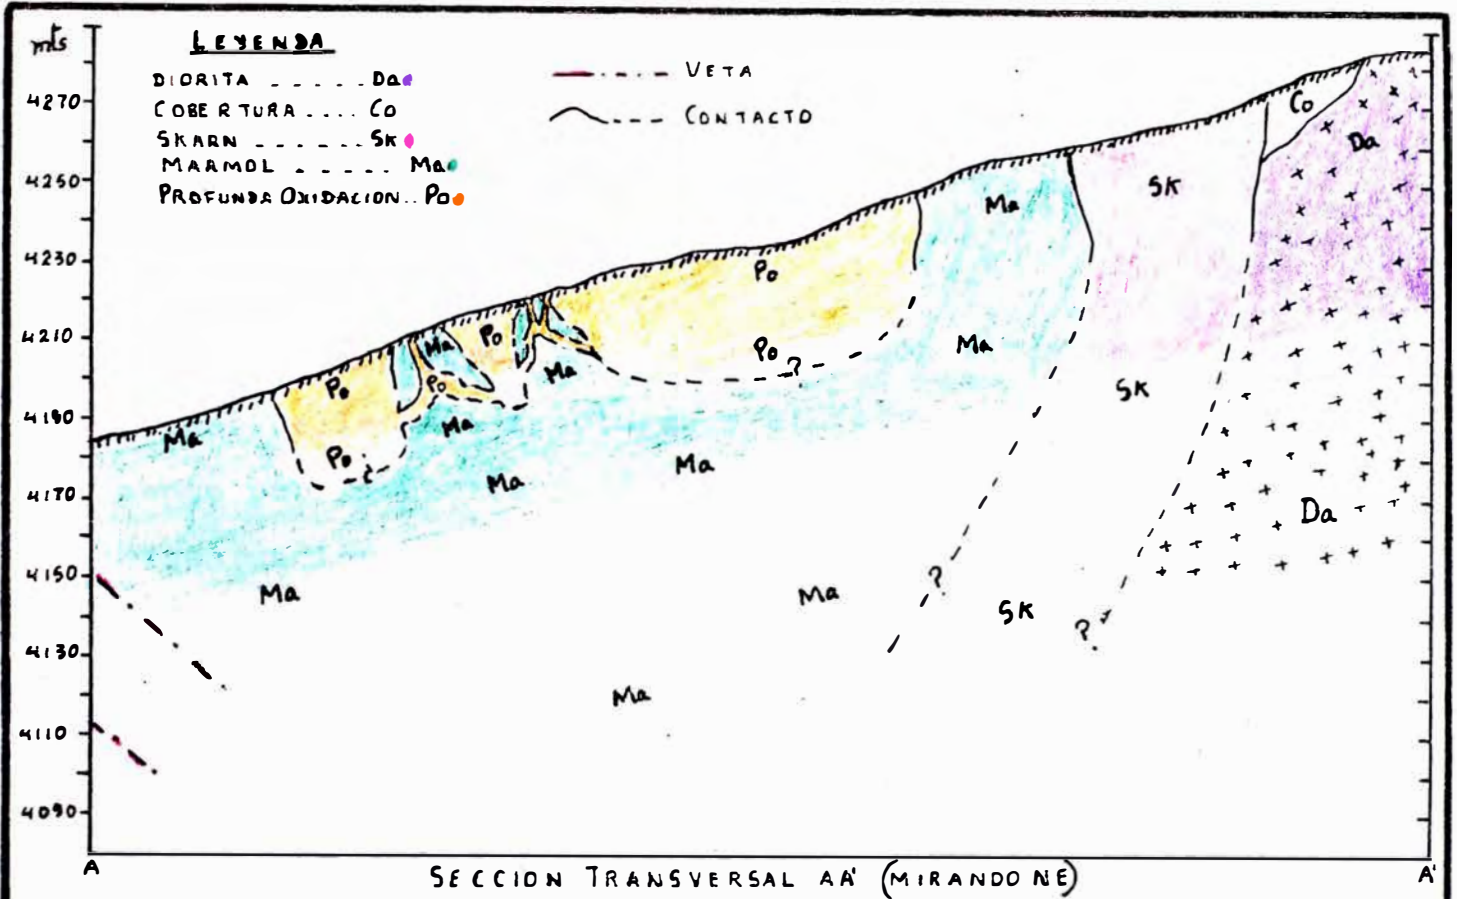 mts
LEYENDA
DIORITA ------ Da
COBERTURA .... Co
SKARN ------ Sk
MARMOL ..... Ma
PROFUNDA OXIDACION.. Po
VETA
CONTACTO
4270
4250
4230
4210
4190
4170
4150
4130
4110
4090
Co
Da
Sk
Ma
Po
Po
Ma
Po
Ma
Po
Po
Ma
Sk
Ma
Ma
Po
Ma
Ma
Da
?
?
Ma
Ma
Sk
?
Ma
A
SECCION TRANSVERSAL AA' (MIRANDO NE)
A'